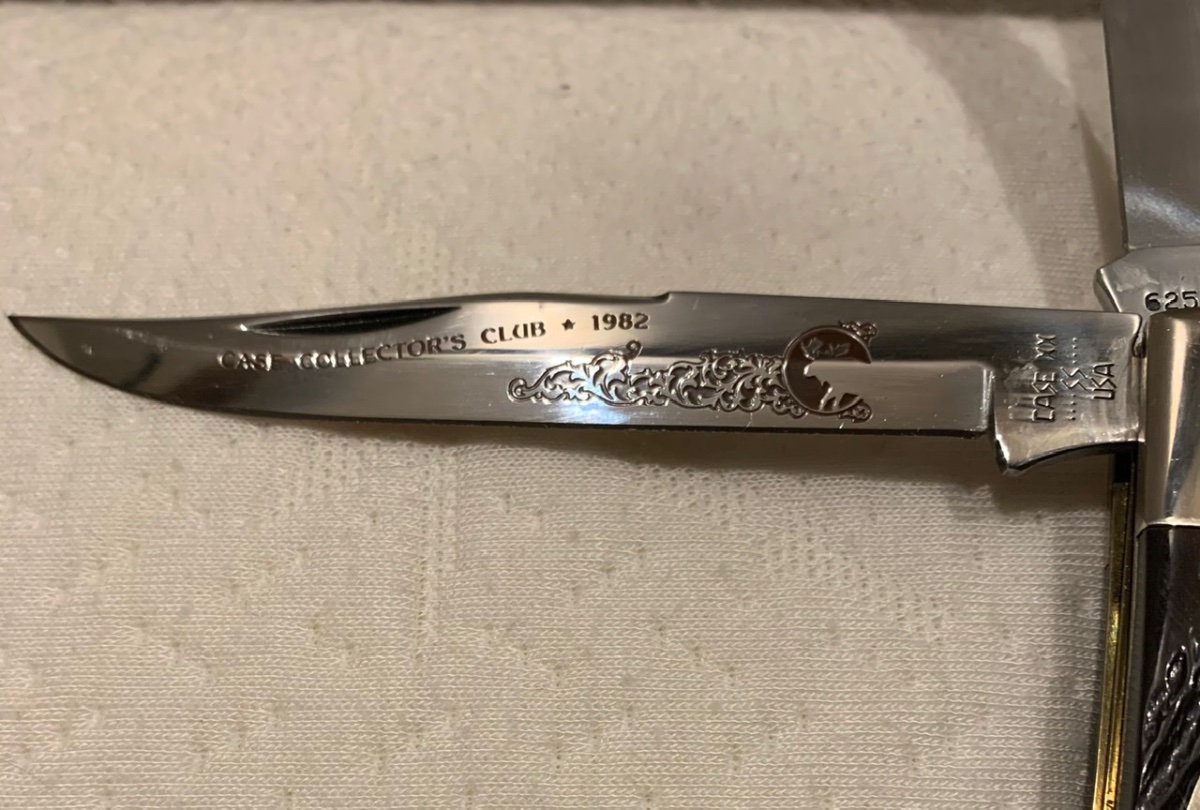 CASE COLLECTOR'S CLUB ★ 1982
625
CASE XX
.... SS ....
USA